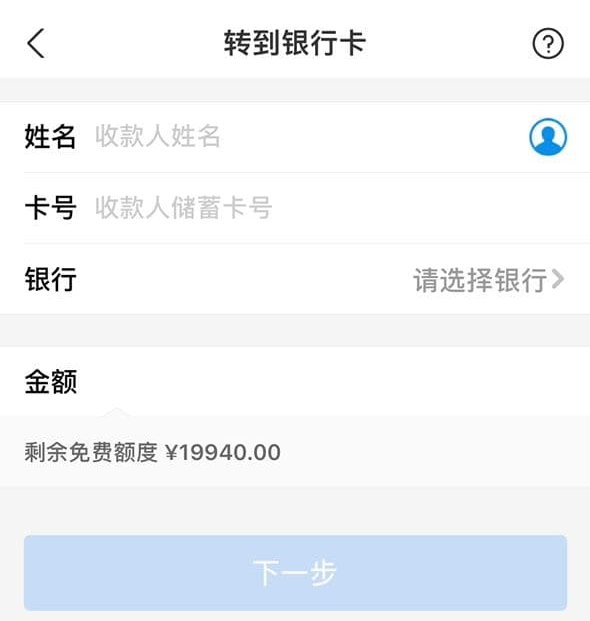 转到银行卡 ?
姓名 收款人姓名
卡号 收款人储蓄卡号
银行 请选择银行
金额
剩余免费额度 ¥19940.00
下一步